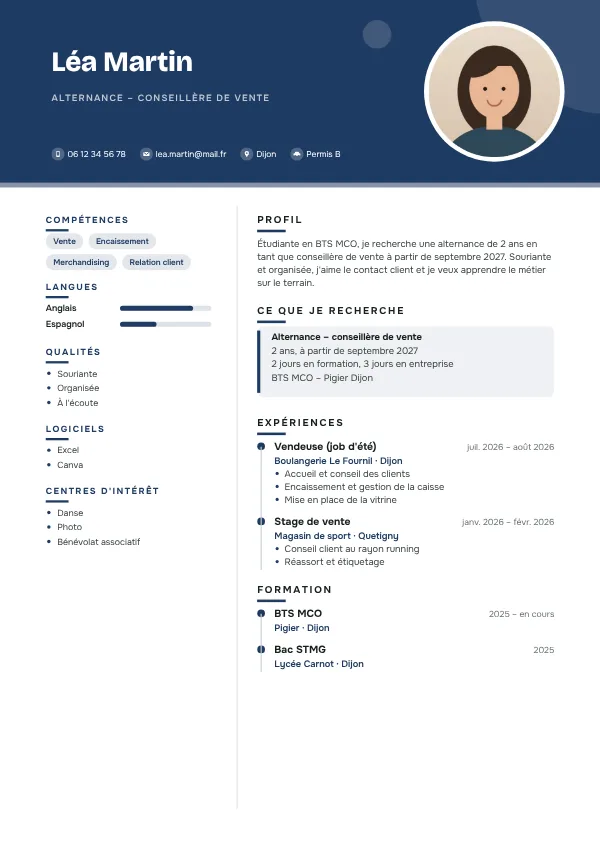 Léa Martin
ALTERNANCE – CONSEILLÈRE DE VENTE
06 12 34 56 78 lea.martin@mail.fr Dijon Permis B
COMPÉTENCES
Vente Encaissement
Merchandising Relation client
LANGUES
Anglais
Espagnol
QUALITÉS
• Souriante
• Organisée
• À l'écoute
LOGICIELS
• Excel
• Canva
CENTRES D'INTÉRÊT
• Danse
• Photo
• Bénévolat associatif
PROFIL
Étudiante en BTS MCO, je recherche une alternance de 2 ans en
tant que conseillère de vente à partir de septembre 2027. Souriante
et organisée, j'aime le contact client et je veux apprendre le métier
sur le terrain.
CE QUE JE RECHERCHE
Alternance – conseillère de vente
2 ans, à partir de septembre 2027
2 jours en formation, 3 jours en entreprise
BTS MCO – Pigier Dijon
EXPÉRIENCES
Vendeuse (job d'été) juil. 2026 – août 2026
Boulangerie Le Fournil · Dijon
• Accueil et conseil des clients
• Encaissement et gestion de la caisse
• Mise en place de la vitrine
Stage de vente janv. 2026 – févr. 2026
Magasin de sport · Quetigny
• Conseil client au rayon running
• Réassort et étiquetage
FORMATION
BTS MCO 2025 – en cours
Pigier · Dijon
Bac STMG 2025
Lycée Carnot · Dijon